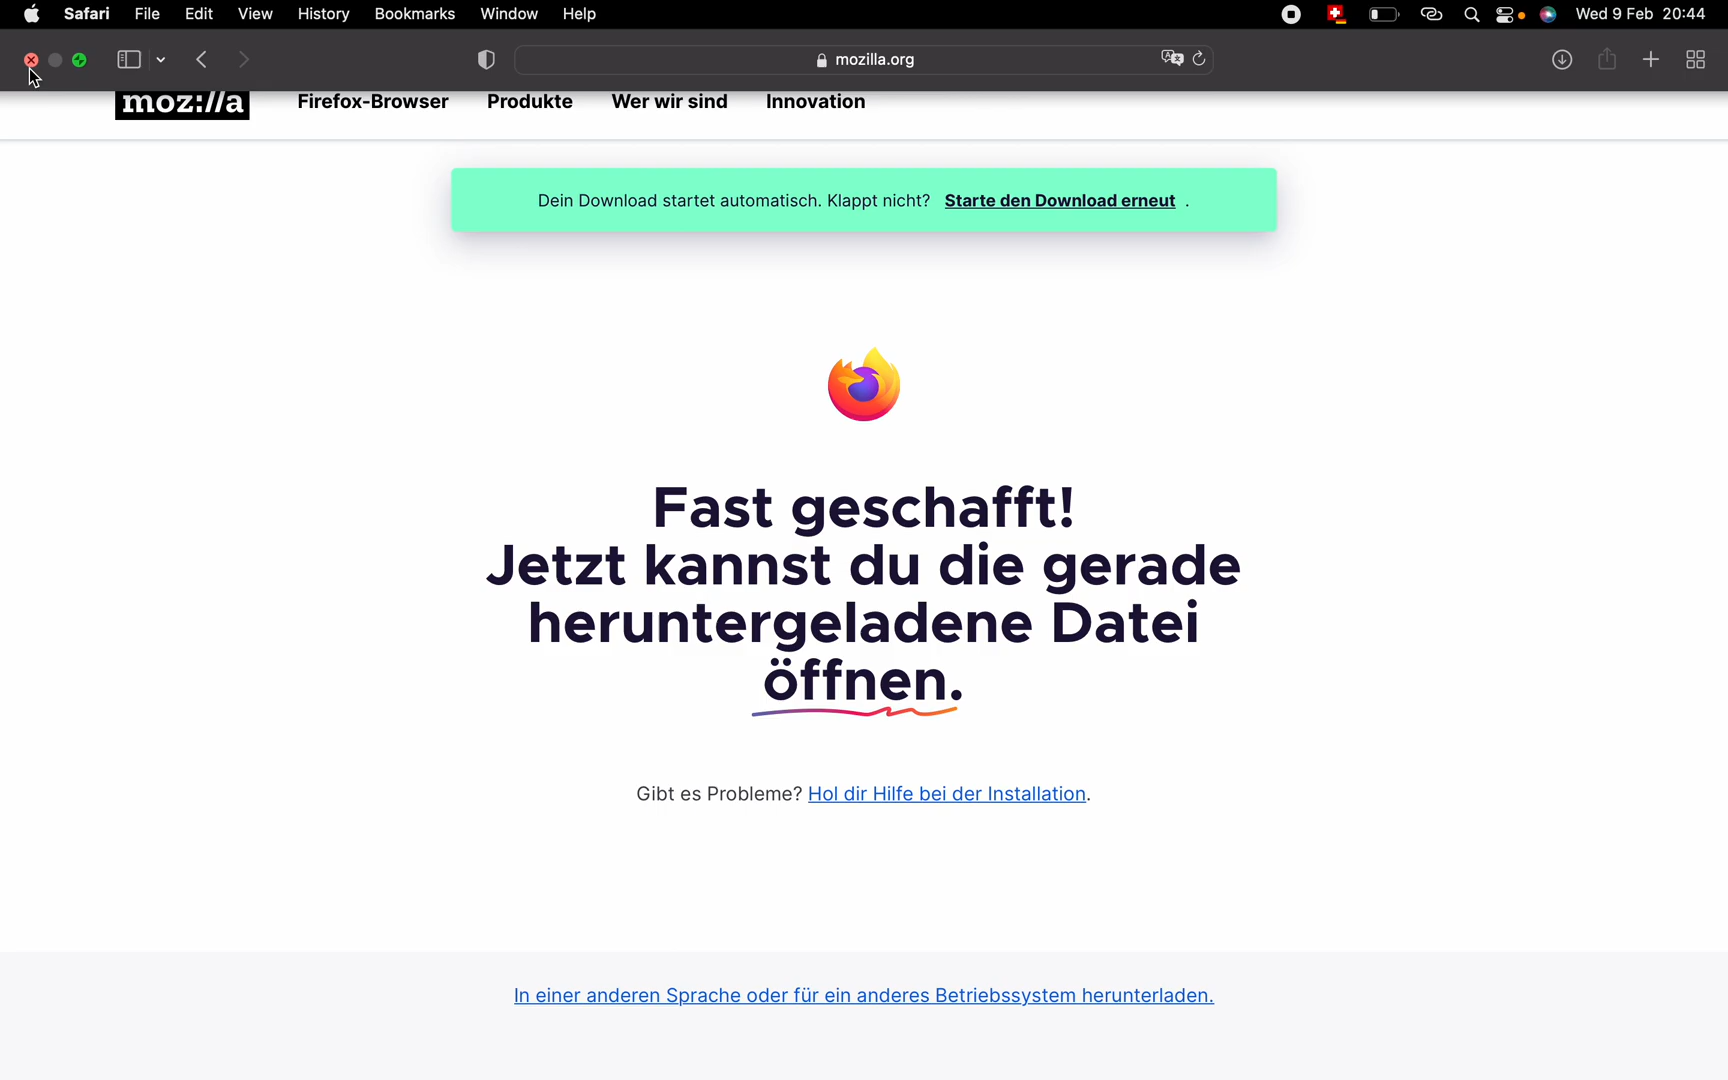 Safari File Edit View History Bookmarks Window Help Wed 9 Feb 20:44
mozilla.org
moz://a Firefox-Browser Produkte Wer wir sind Innovation
Dein Download startet automatisch. Klappt nicht? Starte den Download erneut .
Fast geschafft!
Jetzt kannst du die gerade
heruntergeladene Datei
öffnen.
Gibt es Probleme? Hol dir Hilfe bei der Installation.
In einer anderen Sprache oder für ein anderes Betriebssystem herunterladen.